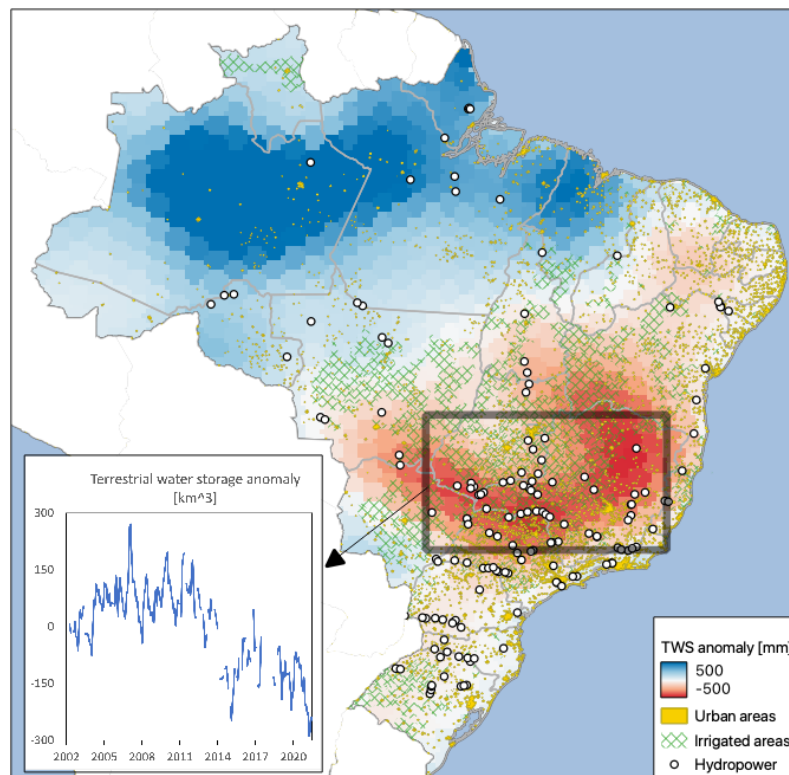 Terrestrial water storage anomaly
[km^3]
300
150
0
-150
-300
2002 2005 2008 2011 2014 2017 2020
TWS anomaly [mm]
500
-500
Urban areas
Irrigated areas
Hydropower